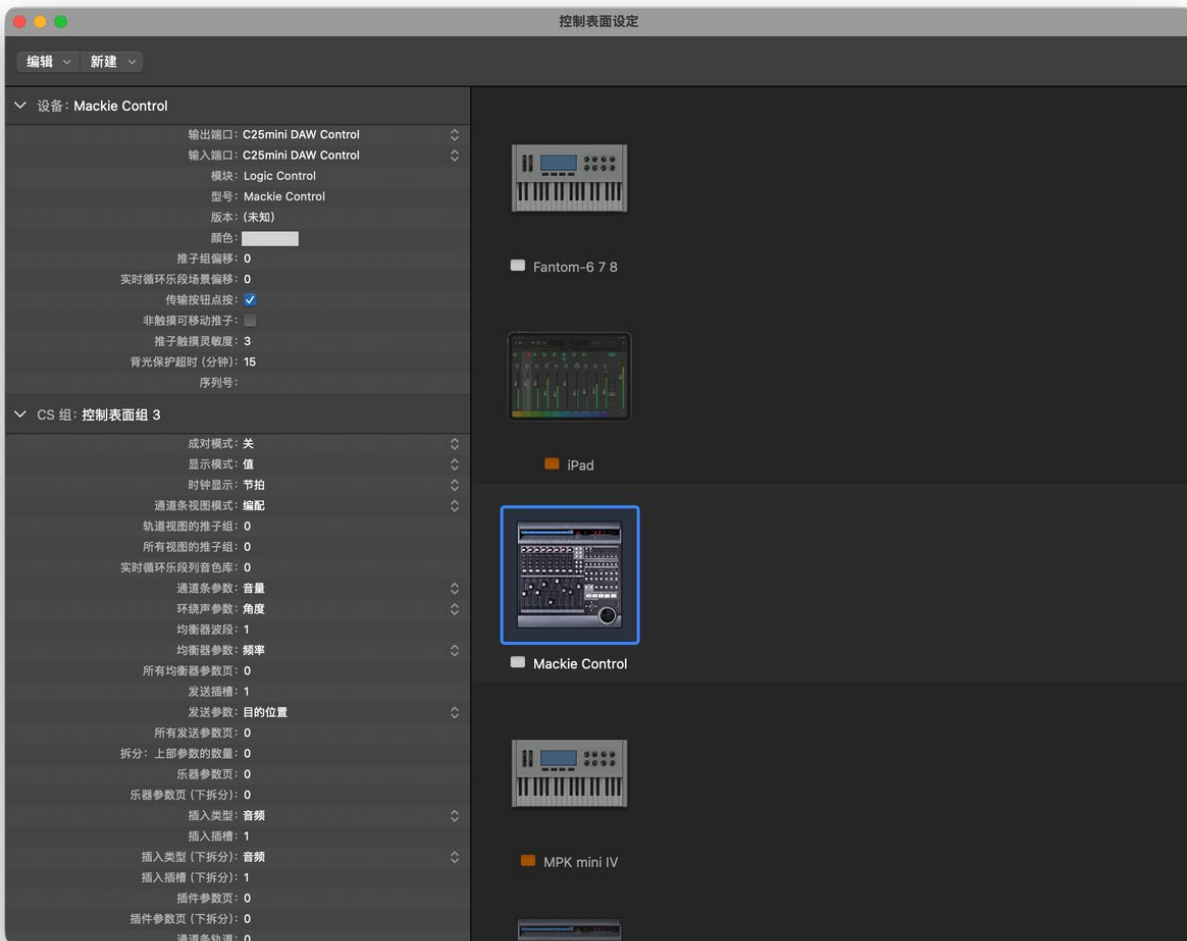 控制表面设定
编辑 新建
设备: Mackie Control
输出端口: C25mini DAW Control
输入端口: C25mini DAW Control
模块: Logic Control
型号: Mackie Control
版本: (未知)
颜色:
推子组偏移: 0
实时循环乐段场景偏移: 0
传输按钮点按:
非触摸可移动推子:
推子触摸灵敏度: 3
背光保护超时 (分钟): 15
序列号:
CS 组: 控制表面组 3
成对模式: 关
显示模式: 值
时钟显示: 节拍
通道条视图模式: 编配
轨道视图的推子组: 0
所有视图的推子组: 0
实时循环乐段列音色库: 0
通道条参数: 音量
环绕声参数: 角度
均衡器波段: 1
均衡器参数: 频率
所有均衡器参数页: 0
发送插槽: 1
发送参数: 目的位置
所有发送参数页: 0
拆分: 上部参数的数量: 0
乐器参数页: 0
乐器参数页 (下拆分): 0
插入类型: 音频
插入插槽: 1
插入类型 (下拆分): 音频
插入插槽 (下拆分): 1
插件参数页: 0
插件参数页 (下拆分): 0
通道条轨道: 0
Fantom-6 7 8
iPad
Mackie Control
MPK mini IV